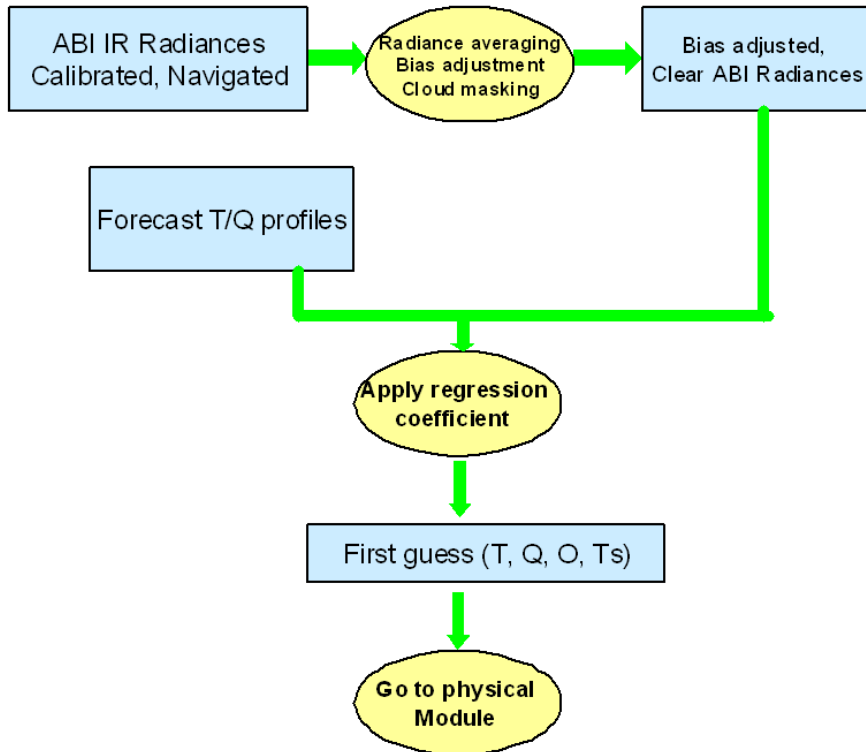 ABI IR Radiances
Calibrated, Navigated
Radiance averaging
Bias adjustment
Cloud masking
Bias adjusted,
Clear ABI Radiances
Forecast T/Q profiles
Apply regression
coefficient
First guess (T, Q, O, Ts)
Go to physical
Module